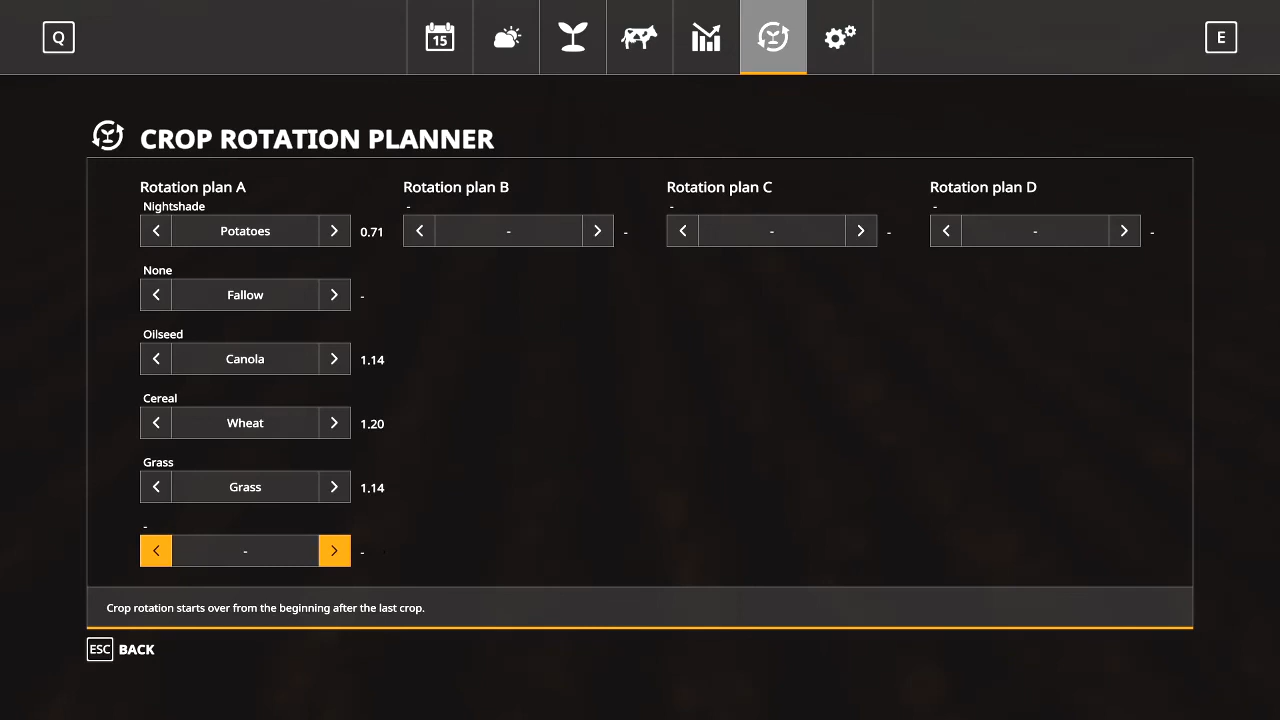 Q
15
E
CROP ROTATION PLANNER
Rotation plan A
Nightshade
Potatoes
0.71
None
Fallow
-
Oilseed
Canola
1.14
Cereal
Wheat
1.20
Grass
Grass
1.14
-
-
-
Rotation plan B
-
-
-
Rotation plan C
-
-
-
Rotation plan D
-
-
-
Crop rotation starts over from the beginning after the last crop.
ESC BACK